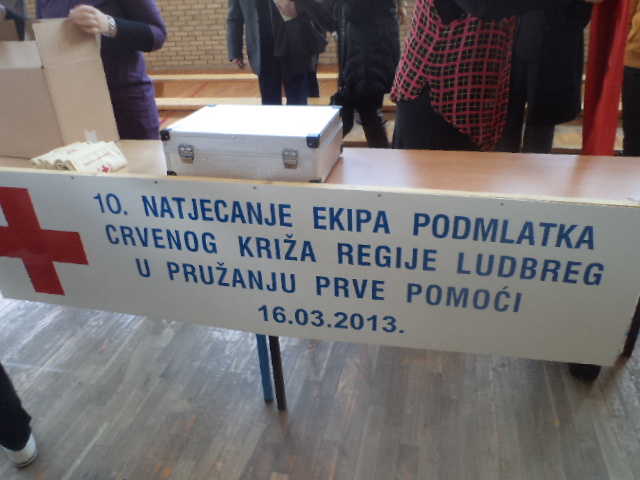 10. NATJECANJE EKIPA PODMLATKA
CRVENOG KRIŽA REGIJE LUDBREG
U PRUŽANJU PRVE POMOĆI
16.03.2013.